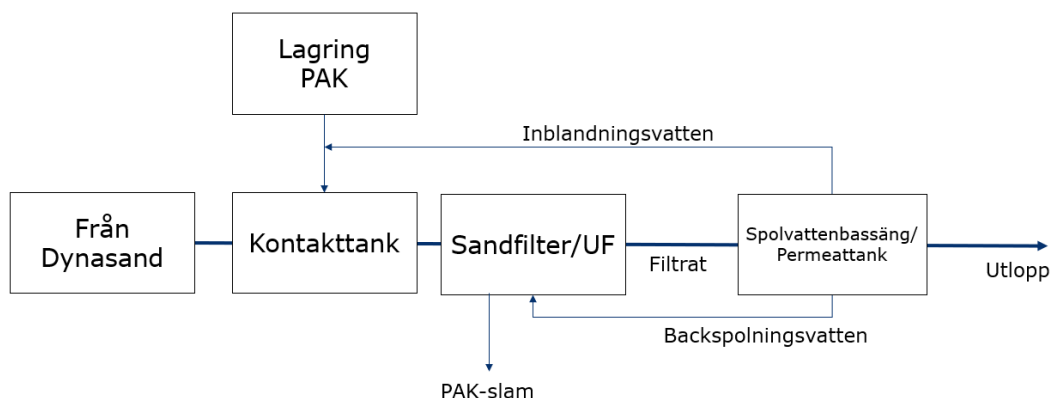 Lagring
PAK
Inblandningsvatten
Från
Dynasand
Kontakttank
Sandfilter/UF
Filtrat
Spolvattenbassäng/
Permeattank
Utlopp
Backspolningsvatten
PAK-slam